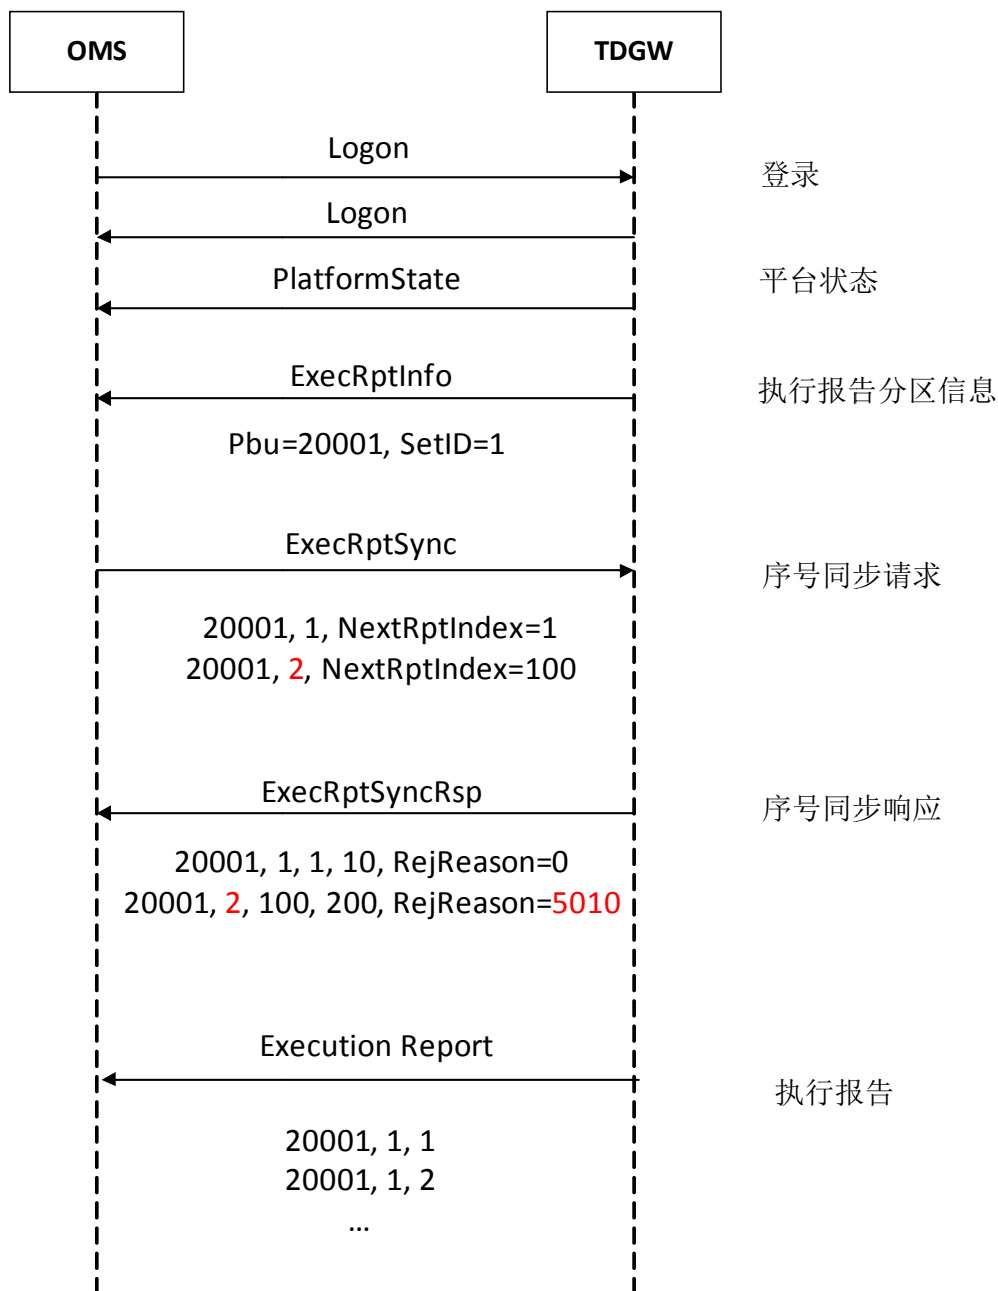 OMS
TDGW
Logon
登录
Logon
PlatformState
平台状态
ExecRptInfo
执行报告分区信息
Pbu=20001, SetID=1
ExecRptSync
序号同步请求
20001, 1, NextRptIndex=1
20001, 2, NextRptIndex=100
ExecRptSyncRsp
序号同步响应
20001, 1, 1, 10, RejReason=0
20001, 2, 100, 200, RejReason=5010
Execution Report
执行报告
20001, 1, 1
20001, 1, 2
...